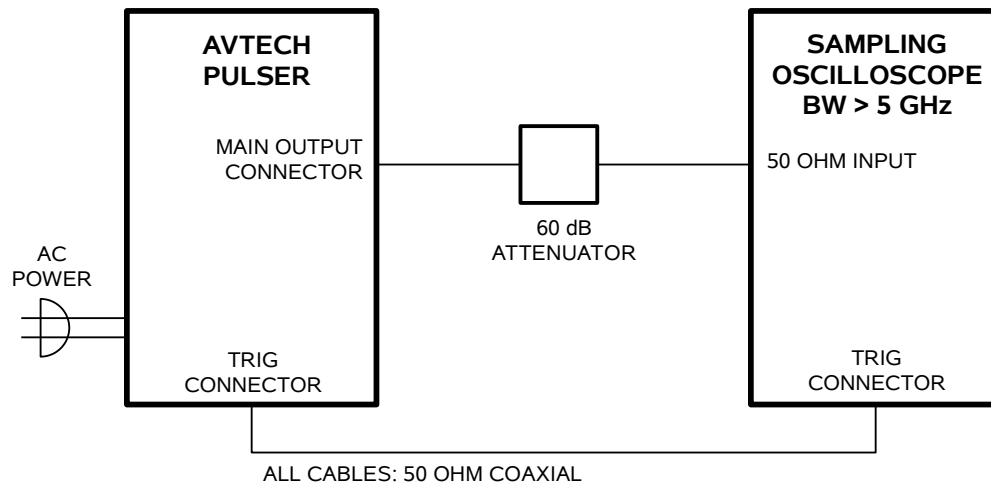 AVTECH
PULSER
MAIN OUTPUT
CONNECTOR
AC
POWER
TRIG
CONNECTOR
60 dB
ATTENUATOR
SAMPLING
OSCILLOSCOPE
BW > 5 GHz
50 OHM INPUT
TRIG
CONNECTOR
ALL CABLES: 50 OHM COAXIAL